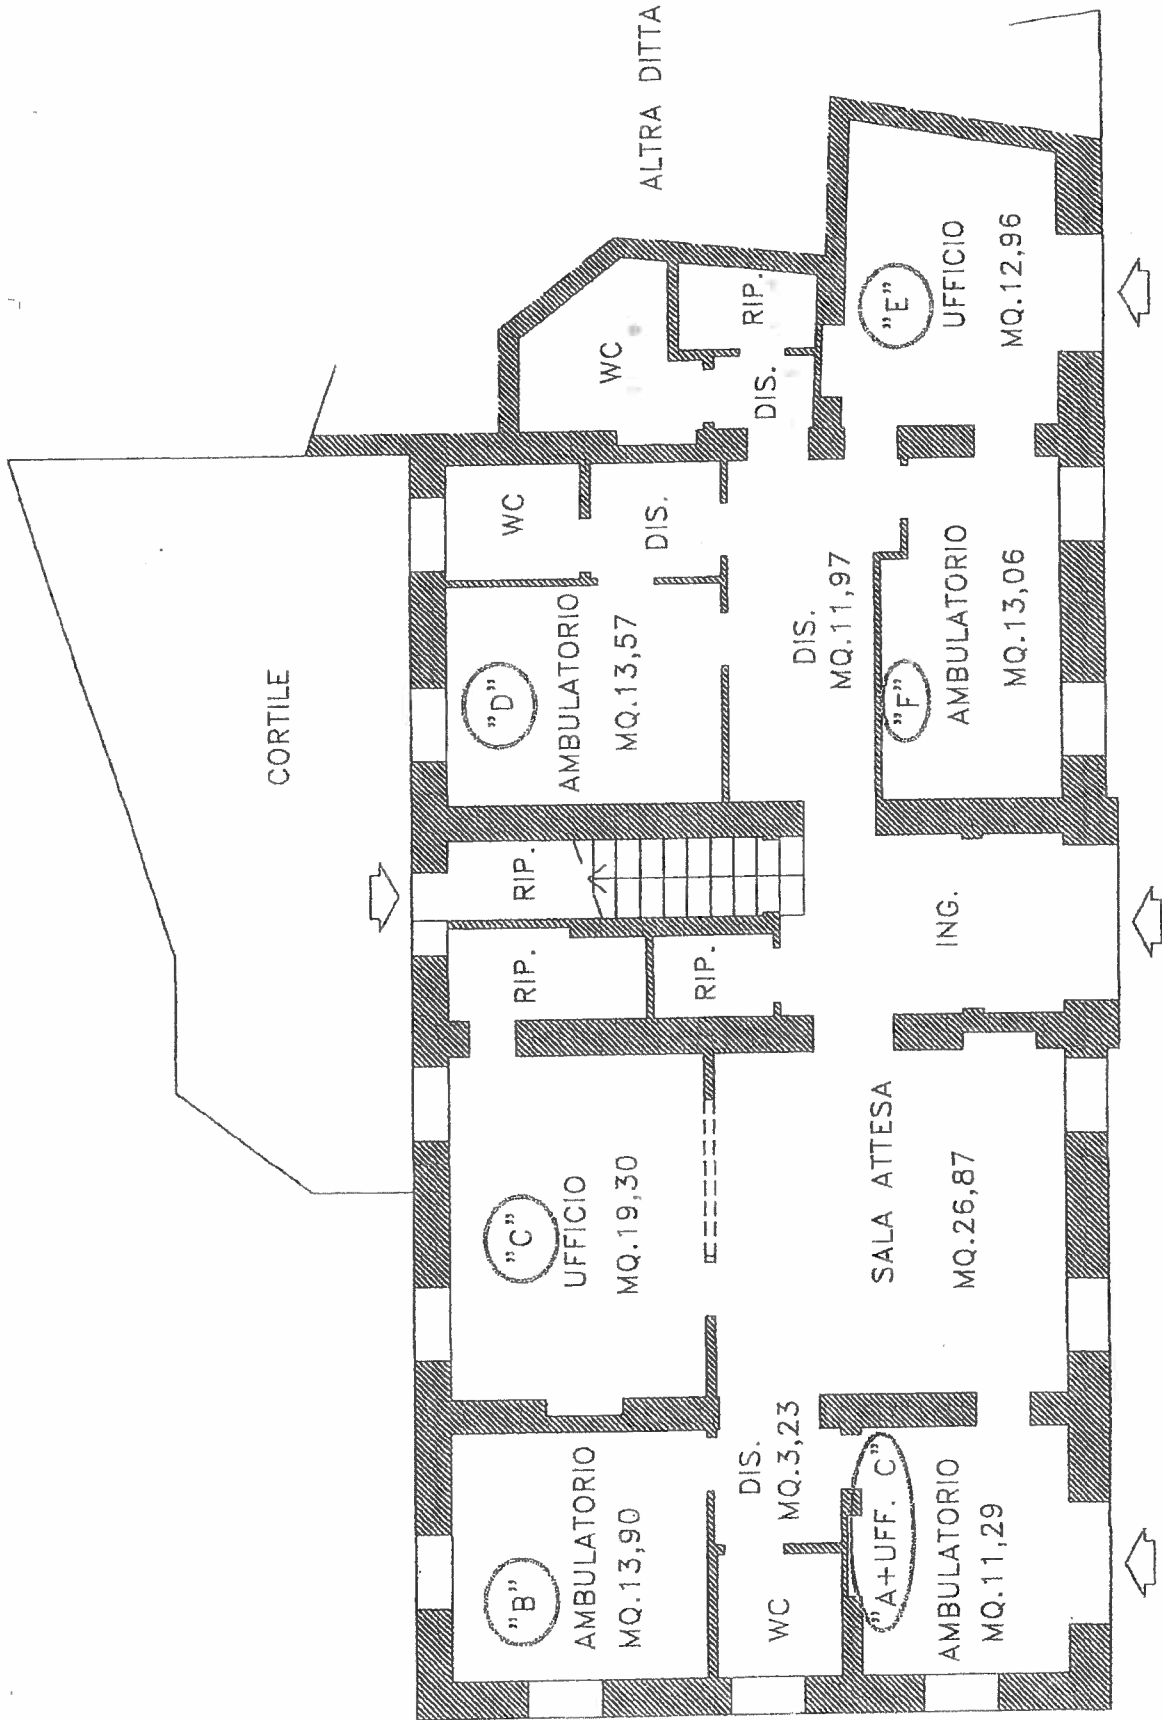 CORTILE
ALTRA DITTA
"B"
AMBULATORIO
MQ.13,90
"C"
UFFICIO
MQ.19,30
RIP.
RIP.
RIP.
"D"
AMBULATORIO
MQ.13,57
WC
DIS.
WC
RIP.
DIS.
WC
DIS.
MQ.3,23
"A+UFF. C"
AMBULATORIO
MQ.11,29
SALA ATTESA
MQ.26,87
ING.
DIS.
MQ.11,97
"F"
AMBULATORIO
MQ.13,06
"E"
UFFICIO
MQ.12,96